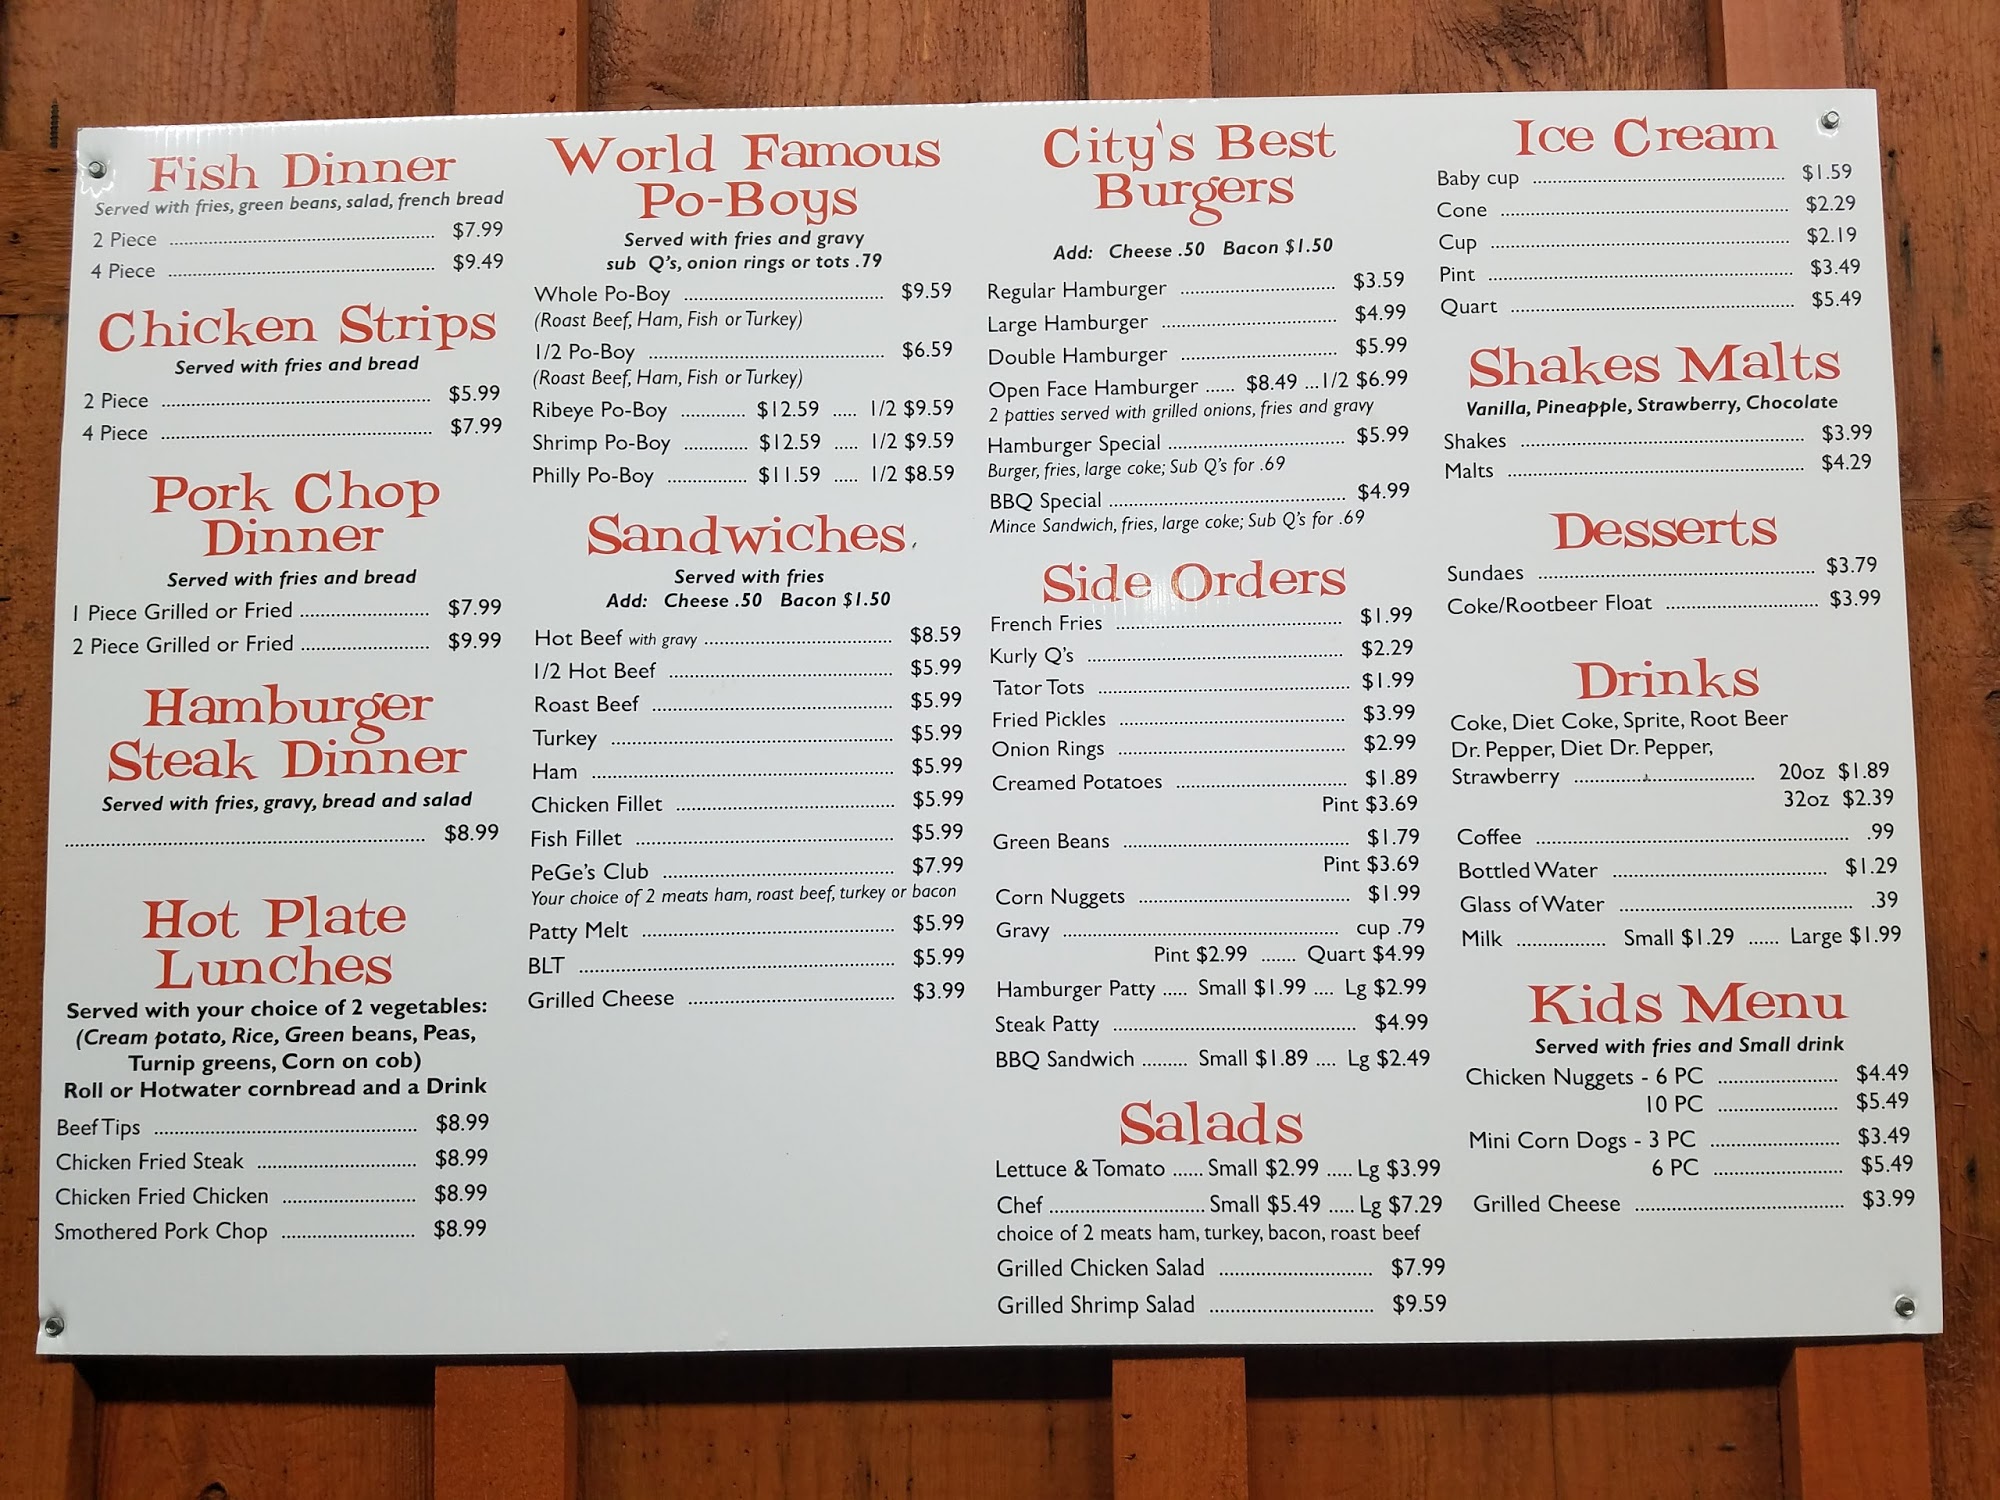 Fish Dinner
Served with fries, green beans, salad, french bread
2 Piece ........ $7.99
4 Piece ........ $9.49
Chicken Strips
Served with fries and bread
2 Piece ........ $5.99
4 Piece ........ $7.99
Pork Chop
Dinner
Served with fries and bread
1 Piece Grilled or Fried ........ $7.99
2 Piece Grilled or Fried ........ $9.99
Hamburger
Steak Dinner
Served with fries, gravy, bread and salad
........ $8.99
Hot Plate
Lunches
Served with your choice of 2 vegetables:
(Cream potato, Rice, Green beans, Peas,
Turnip greens, Corn on cob)
Roll or Hotwater cornbread and a Drink
Beef Tips ........ $8.99
Chicken Fried Steak ........ $8.99
Chicken Fried Chicken ........ $8.99
Smothered Pork Chop ........ $8.99
World Famous
Po-Boys
Served with fries and gravy
sub Q's, onion rings or tots .79
Whole Po-Boy ........ $9.59
(Roast Beef, Ham, Fish or Turkey)
1/2 Po-Boy ........ $6.59
(Roast Beef, Ham, Fish or Turkey)
Ribeye Po-Boy ........ $12.59 ..... 1/2 $9.59
Shrimp Po-Boy ........ $12.59 ..... 1/2 $9.59
Philly Po-Boy ........ $11.59 ..... 1/2 $8.59
Sandwiches
Served with fries
Add: Cheese .50 Bacon $1.50
Hot Beef with gravy ........ $8.59
1/2 Hot Beef ........ $5.99
Roast Beef ........ $5.99
Turkey ........ $5.99
Ham ........ $5.99
Chicken Fillet ........ $5.99
Fish Fillet ........ $5.99
PeGe's Club ........ $7.99
Your choice of 2 meats ham, roast beef, turkey or bacon
Patty Melt ........ $5.99
BLT ........ $5.99
Grilled Cheese ........ $3.99
City's Best
Burgers
Add: Cheese .50 Bacon $1.50
Regular Hamburger ........ $3.59
Large Hamburger ........ $4.99
Double Hamburger ........ $5.99
Open Face Hamburger ...... $8.49 ...1/2 $6.99
2 patties served with grilled onions, fries and gravy
Hamburger Special ........ $5.99
Burger, fries, large coke; Sub Q's for .69
BBQ Special ........ $4.99
Mince Sandwich, fries, large coke; Sub Q's for .69
Side Orders
French Fries ........ $1.99
Kurly Q's ........ $2.29
Tator Tots ........ $1.99
Fried Pickles ........ $3.99
Onion Rings ........ $2.99
Creamed Potatoes ........ $1.89
Pint $3.69
Green Beans ........ $1.79
Pint $3.69
Corn Nuggets ........ $1.99
Gravy ........ cup .79
Pint $2.99 ....... Quart $4.99
Hamburger Patty ..... Small $1.99 .... Lg $2.99
Steak Patty ........ $4.99
BBQ Sandwich ......... Small $1.89 .... Lg $2.49
Salads
Lettuce & Tomato ...... Small $2.99 ..... Lg $3.99
Chef ........ Small $5.49 ..... Lg $7.29
choice of 2 meats ham, turkey, bacon, roast beef
Grilled Chicken Salad ........ $7.99
Grilled Shrimp Salad ........ $9.59
Ice Cream
Baby cup ........ $1.59
Cone ........ $2.29
Cup ........ $2.19
Pint ........ $3.49
Quart ........ $5.49
Shakes Malts
Vanilla, Pineapple, Strawberry, Chocolate
Shakes ........ $3.99
Malts ........ $4.29
Desserts
Sundaes ........ $3.79
Coke/Rootbeer Float ........ $3.99
Drinks
Coke, Diet Coke, Sprite, Root Beer
Dr. Pepper, Diet Dr. Pepper,
Strawberry ........ 20oz $1.89
32oz $2.39
Coffee ........ .99
Bottled Water ........ $1.29
Glass of Water ........ .39
Milk ........ Small $1.29 ...... Large $1.99
Kids Menu
Served with fries and Small drink
Chicken Nuggets - 6 PC ........ $4.49
10 PC ........ $5.49
Mini Corn Dogs - 3 PC ........ $3.49
6 PC ........ $5.49
Grilled Cheese ........ $3.99